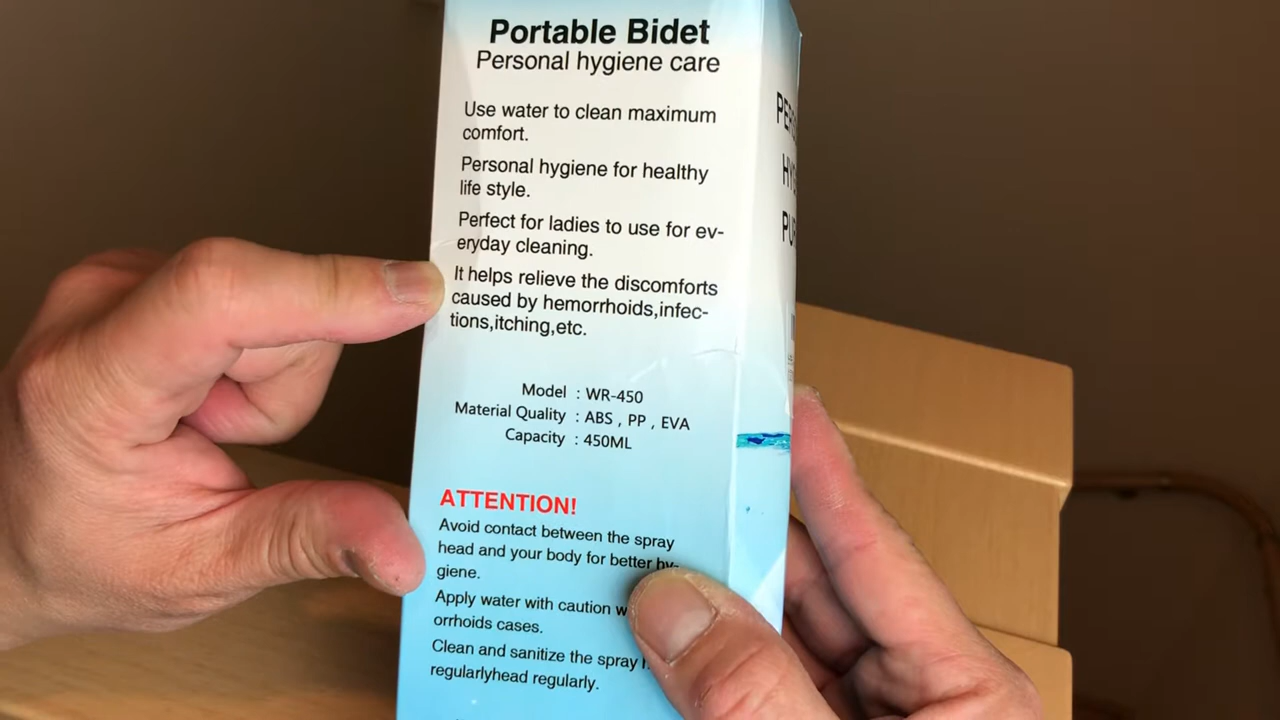 Portable Bidet
Personal hygiene care
Use water to clean maximum
comfort.
Personal hygiene for healthy
life style.
Perfect for ladies to use for ev-
eryday cleaning.
It helps relieve the discomforts
caused by hemorrhoids,infec-
tions,itching,etc.
Model : WR-450
Material Quality : ABS , PP , EVA
Capacity : 450ML
ATTENTION!
Avoid contact between the spray
head and your body for better hy-
giene.
Apply water with caution
orrhoids cases.
Clean and sanitize the spray
regularlyhead regularly.